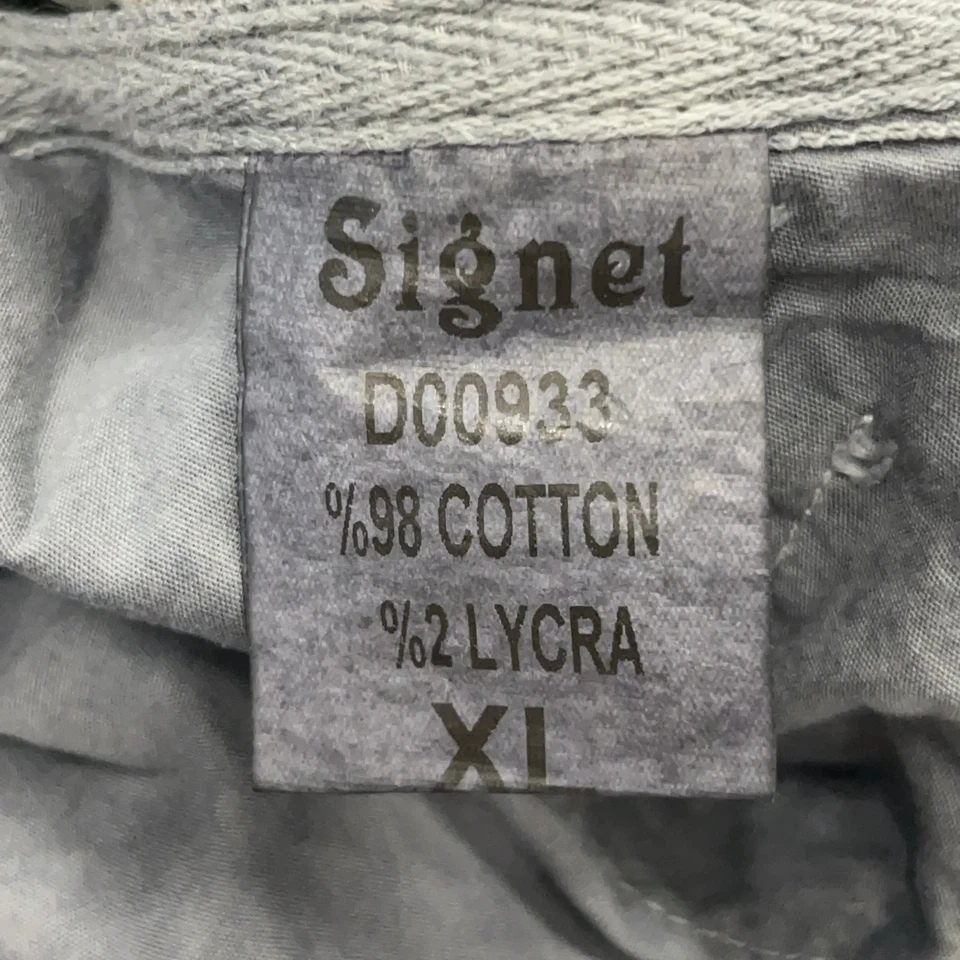 Signet
D00933
%98 COTTON
%2 LYCRA
XL